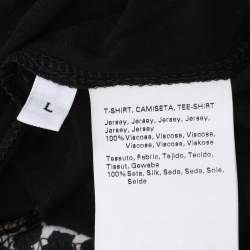 L
T-SHIRT, CAMISETA, TEE-SHIRT
Jersey, Jersey, Jersey, Jersey,
Jersey, Jersey
100% Viscose, Viscose, Viscosa,
Viscosa, Viscose, Viskose
Tessuto, Fabric, Tejido, Tecido,
Tissut, Gewebe
100% Seta, Silk, Seda, Seda, Soie,
Seide